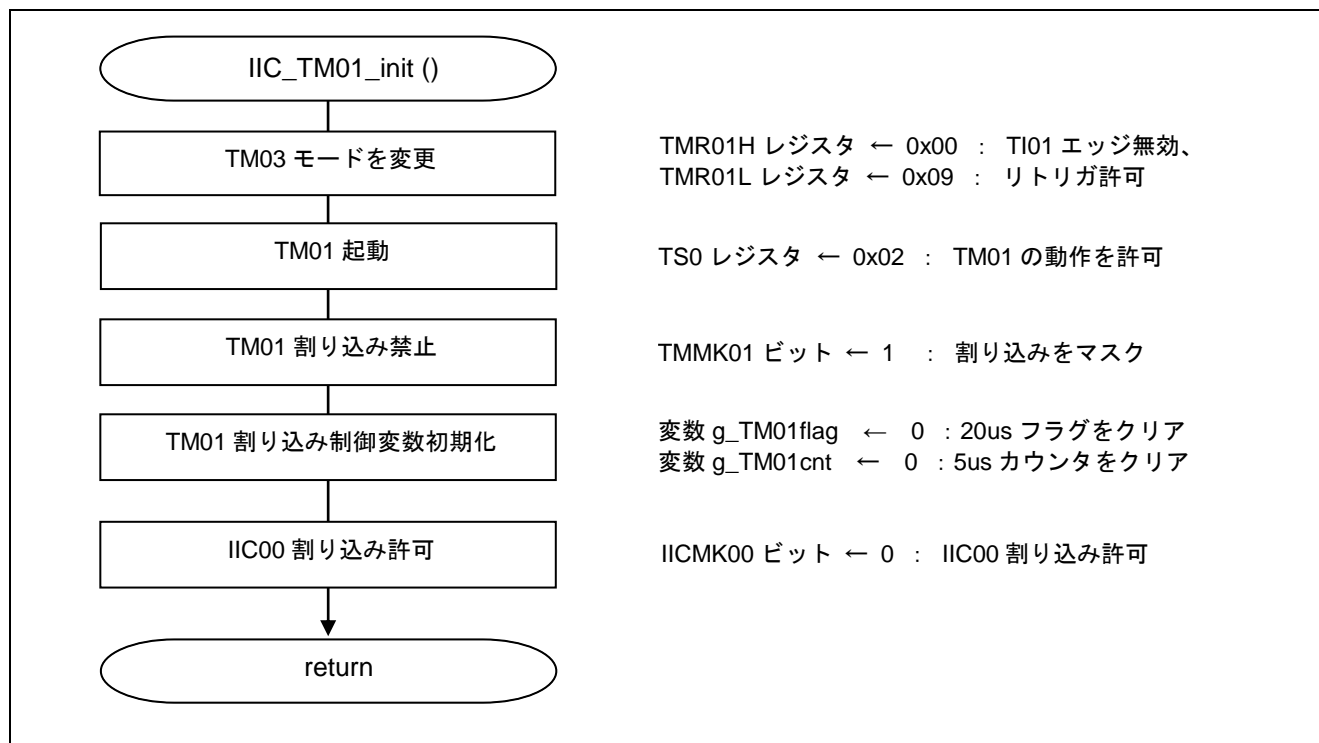 IIC_TM01_init ()
TM03 モードを変更
TMR01H レジスタ ← 0x00 : TI01 エッジ無効、
TMR01L レジスタ ← 0x09 : リトリガ許可
TM01 起動
TS0 レジスタ ← 0x02 : TM01 の動作を許可
TM01 割り込み禁止
TMMK01 ビット ← 1 : 割り込みをマスク
TM01 割り込み制御変数初期化
変数 g_TM01flag ← 0 : 20us フラグをクリア
変数 g_TM01cnt ← 0 : 5us カウンタをクリア
IIC00 割り込み許可
IICMK00 ビット ← 0 : IIC00 割り込み許可
return